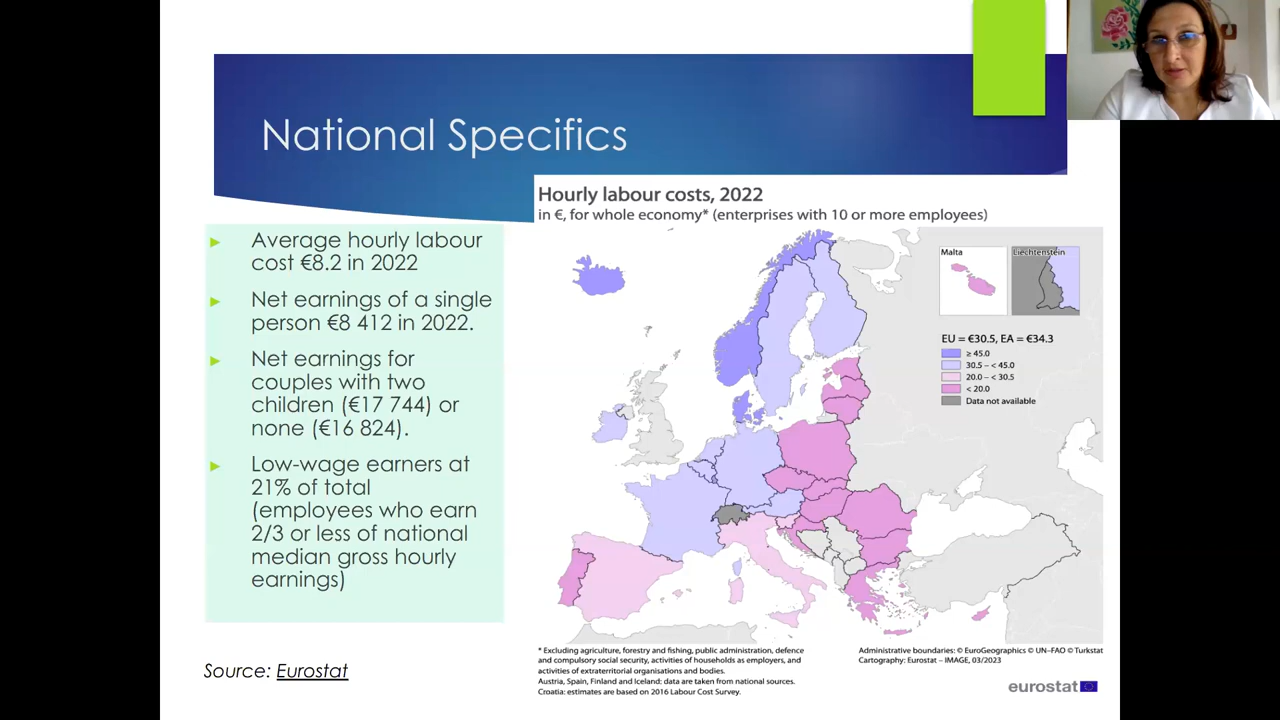 National Specifics
Average hourly labour
cost €8.2 in 2022
Net earnings of a single
person €8 412 in 2022.
Net earnings for
couples with two
children (€17 744) or
none (€16 824).
Low-wage earners at
21% of total
(employees who earn
2/3 or less of national
median gross hourly
earnings)
Source: Eurostat
Hourly labour costs, 2022
in €, for whole economy* (enterprises with 10 or more employees)
Malta
Liechtenstein
EU = €30.5, EA = €34.3
≥ 45.0
30.5 – < 45.0
20.0 – < 30.5
< 20.0
Data not available
* Excluding agriculture, forestry and fishing, public administration, defence
and compulsory social security, activities of households as employers, and
activities of extraterritorial organisations and bodies.
Austria, Spain, Finland and Iceland: data are taken from national sources.
Croatia: estimates are based on 2016 Labour Cost Survey.
Administrative boundaries: © EuroGeographics © UN–FAO © Turkstat
Cartography: Eurostat – IMAGE, 03/2023
eurostat